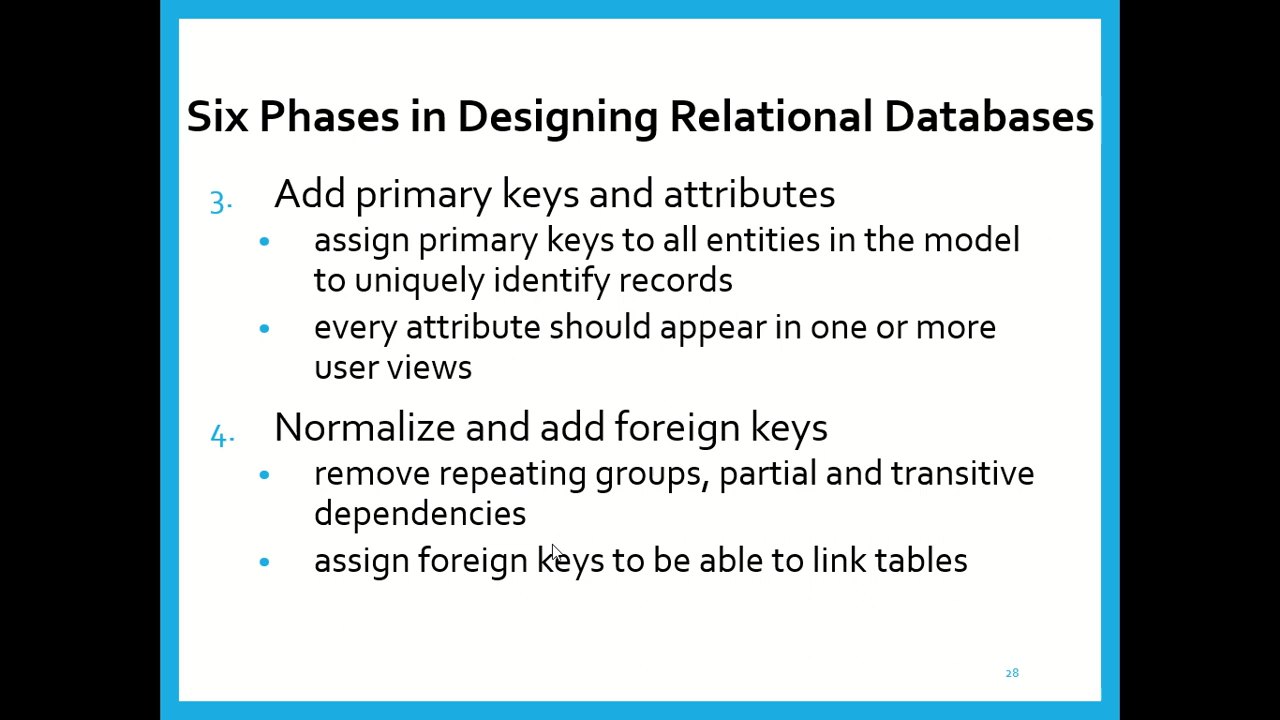 Six Phases in Designing Relational Databases
3. Add primary keys and attributes
• assign primary keys to all entities in the model
to uniquely identify records
• every attribute should appear in one or more
user views
4. Normalize and add foreign keys
• remove repeating groups, partial and transitive
dependencies
• assign foreign keys to be able to link tables
28